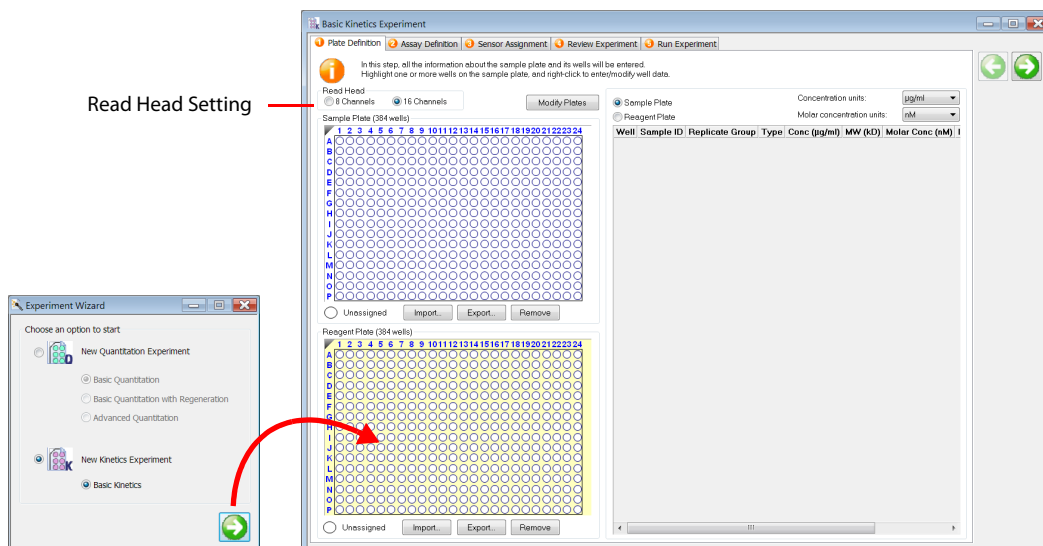 Basic Kinetics Experiment
1 Plate Definition 2 Assay Definition 3 Sensor Assignment 4 Review Experiment 5 Run Experiment
In this step, all the information about the sample plate and its wells will be entered.
Highlight one or more wells on the sample plate, and right-click to enter/modify well data.
Read Head Setting
Read Head
8 Channels 16 Channels
Modify Plates
Sample Plate (384 wells)
1 2 3 4 5 6 7 8 9 10 11 12 13 14 15 16 17 18 19 20 21 22 23 24
A
B
C
D
E
F
G
H
I
J
K
L
M
N
O
P
Unassigned Import... Export... Remove
Reagent Plate (384 wells)
1 2 3 4 5 6 7 8 9 10 11 12 13 14 15 16 17 18 19 20 21 22 23 24
A
B
C
D
E
F
G
H
I
J
K
L
M
N
O
P
Unassigned Import... Export... Remove
Sample Plate
Reagent Plate
Concentration units: µg/ml
Molar concentration units: nM
Well Sample ID Replicate Group Type Conc (µg/ml) MW (kD) Molar Conc (nM)
Experiment Wizard
Choose an option to start
New Quantitation Experiment
Basic Quantitation
Basic Quantitation with Regeneration
Advanced Quantitation
New Kinetics Experiment
Basic Kinetics